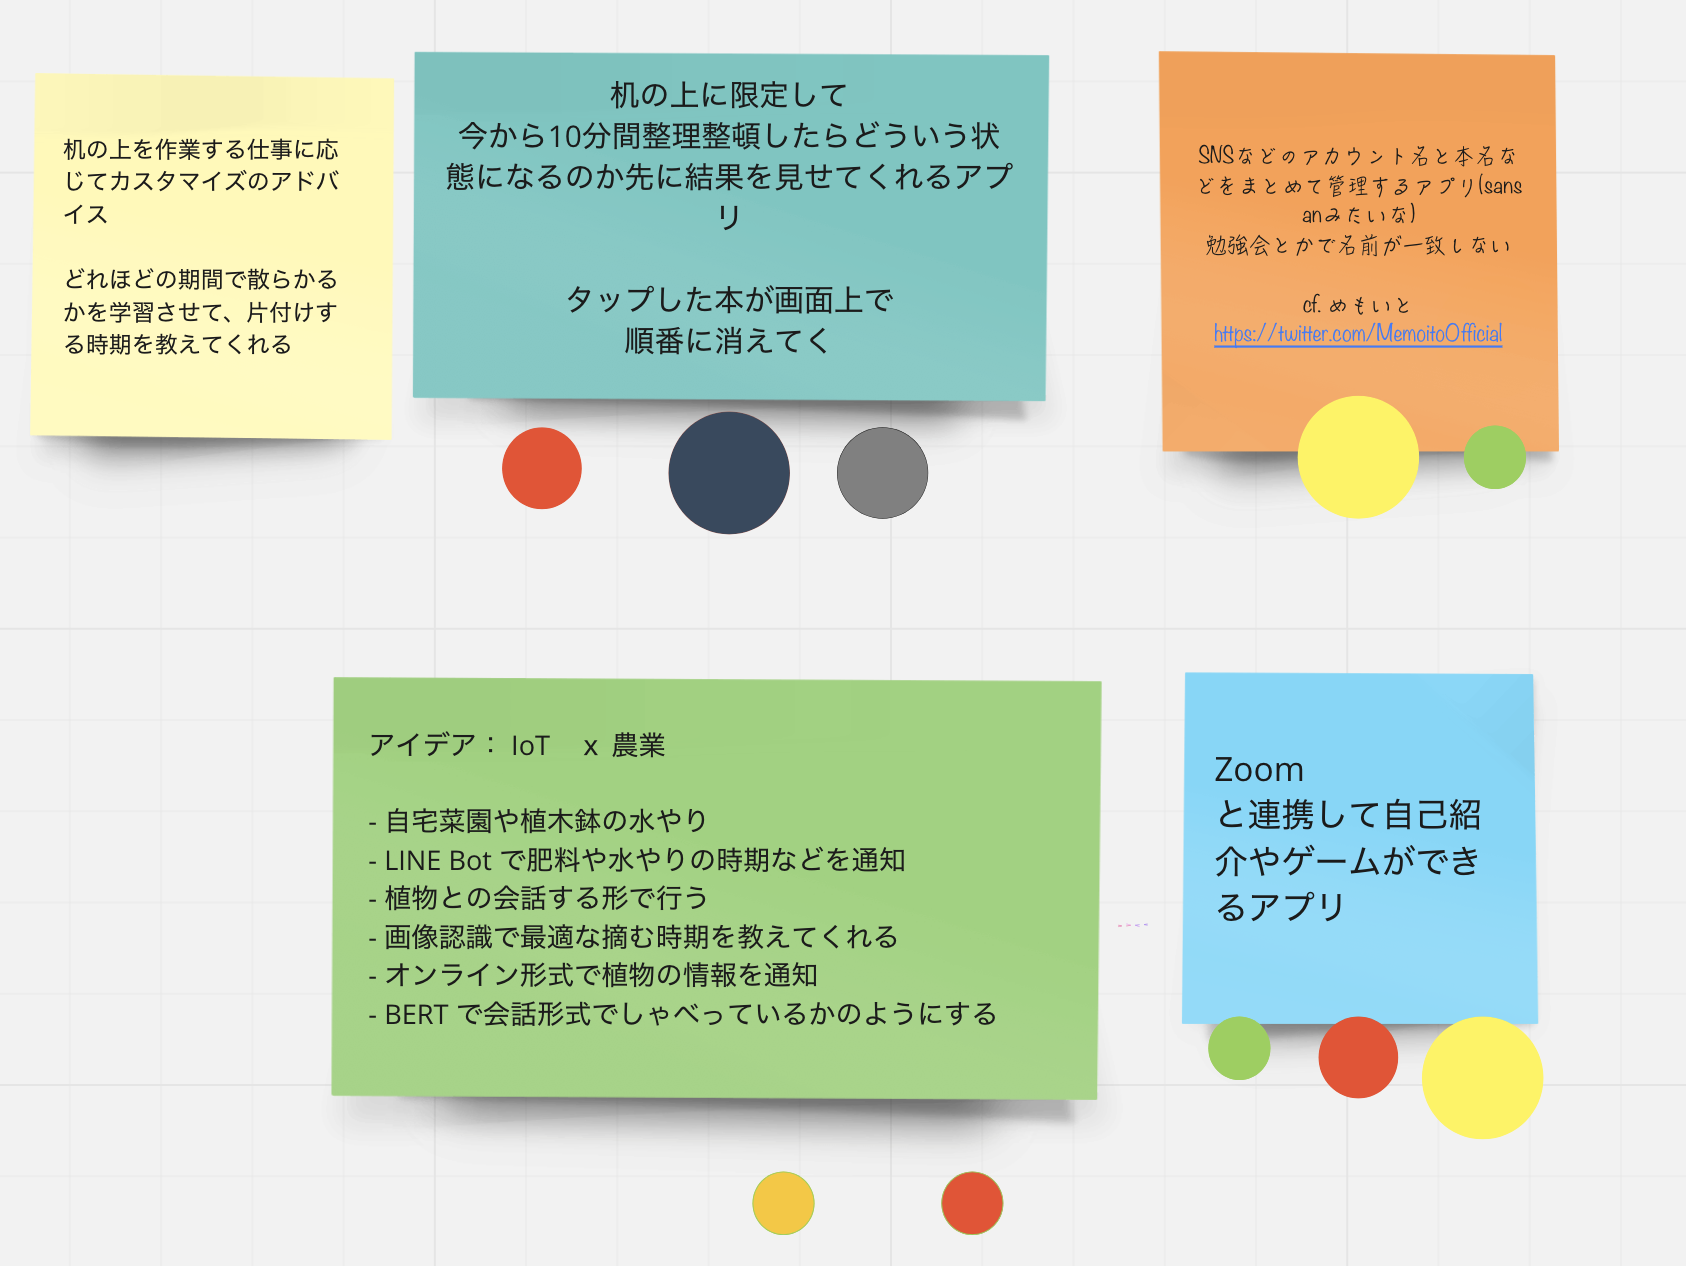 机の上を作業する仕事に応
じてカスタマイズのアドバ
イス
どれほどの期間で散らかる
かを学習させて、片付けす
る時期を教えてくれる
机の上に限定して
今から10分間整理整頓したらどういう状
態になるのか先に結果を見せてくれるアプ
リ
タップした本が画面上で
順番に消えてく
SNSなどのアカウント名と本名な
どをまとめて管理するアプリ(sans
anみたいな)
勉強会とかで名前が一致しない
cf. めもいと
https://twitter.com/MemoitoOfficial
アイデア： IoT　x 農業
- 自宅菜園や植木鉢の水やり
- LINE Bot で肥料や水やりの時期などを通知
- 植物との会話する形で行う
- 画像認識で最適な摘む時期を教えてくれる
- オンライン形式で植物の情報を通知
- BERT で会話形式でしゃべっているかのようにする
Zoom
と連携して自己紹
介やゲームができ
るアプリ